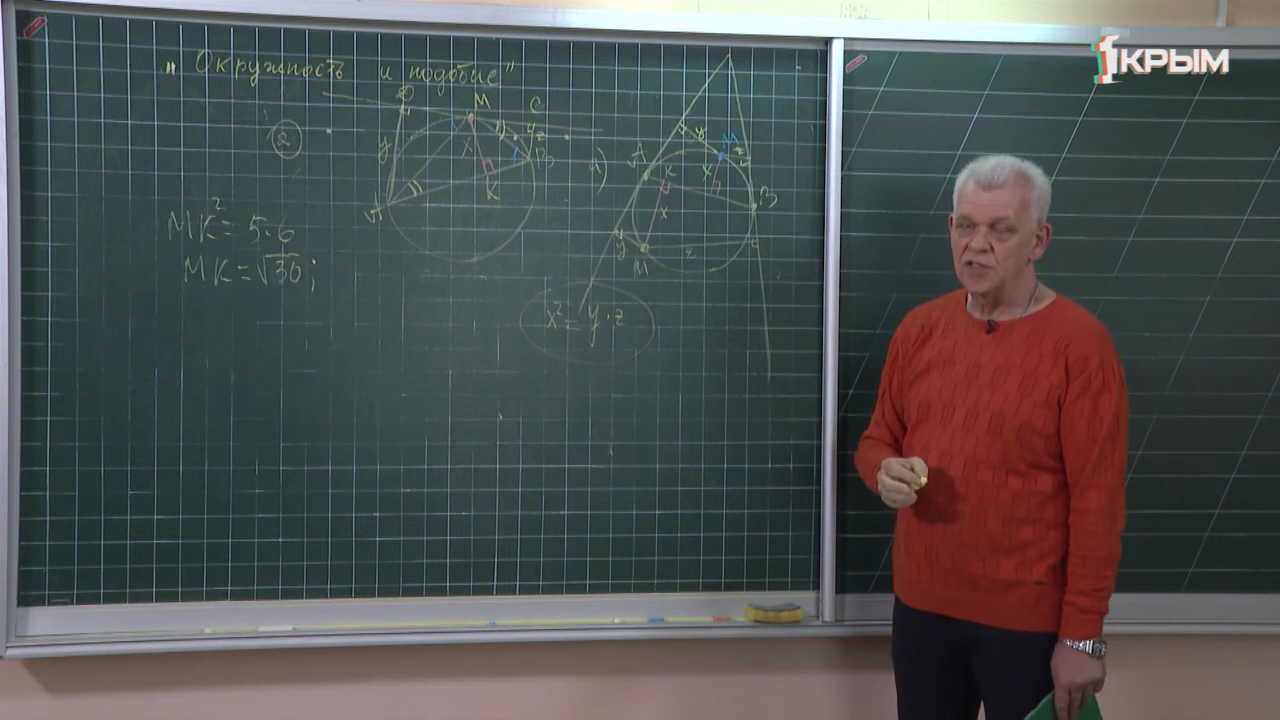 1КРЫМ
„ Окружность и подобие "
2
D M C
y x z B
A K
MK² = 5·6
MK = √30 ;
A M B
y z
x x
K
x
y z
M
x² = y·z